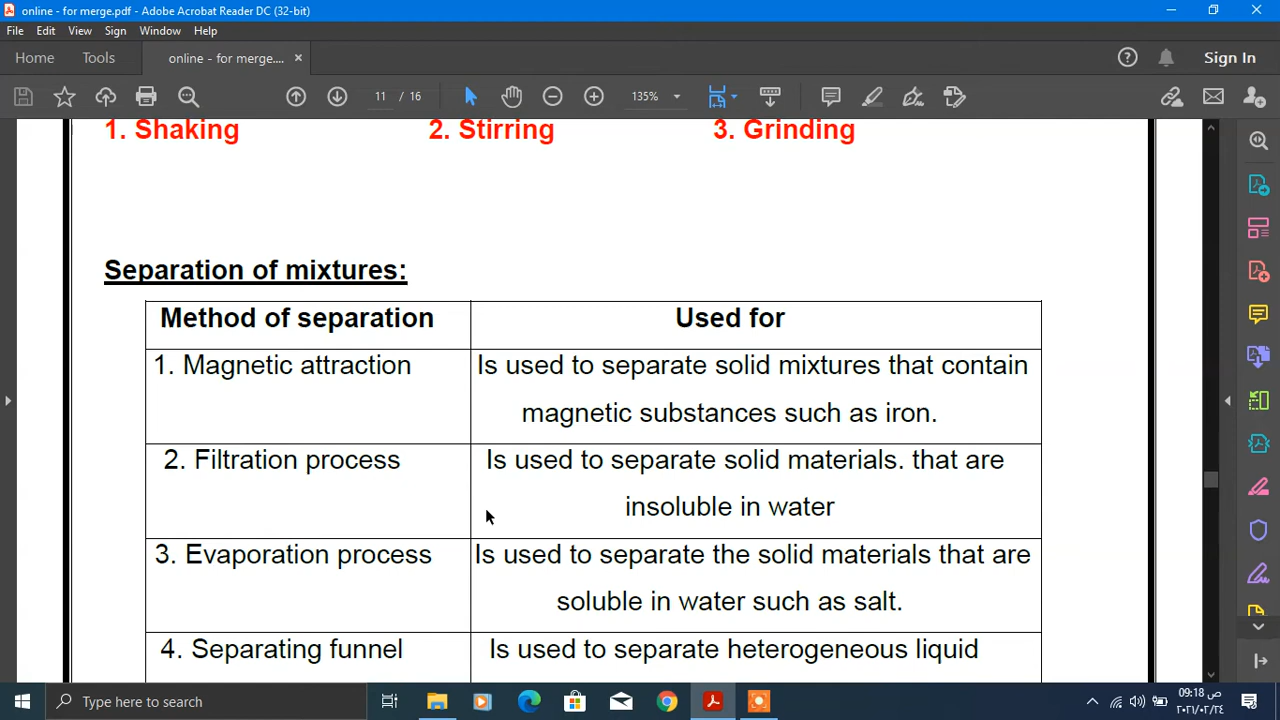 online - for merge.pdf - Adobe Acrobat Reader DC (32-bit)
File Edit View Sign Window Help
Home Tools online - for merge.... × Sign In
11 / 16 135%
1. Shaking 2. Stirring 3. Grinding
Separation of mixtures:
Method of separation Used for
1. Magnetic attraction Is used to separate solid mixtures that contain
magnetic substances such as iron.
2. Filtration process Is used to separate solid materials. that are
insoluble in water
3. Evaporation process Is used to separate the solid materials that are
soluble in water such as salt.
4. Separating funnel Is used to separate heterogeneous liquid
Type here to search
09:18 ص
٢٠٢١/٠٣/٢٤